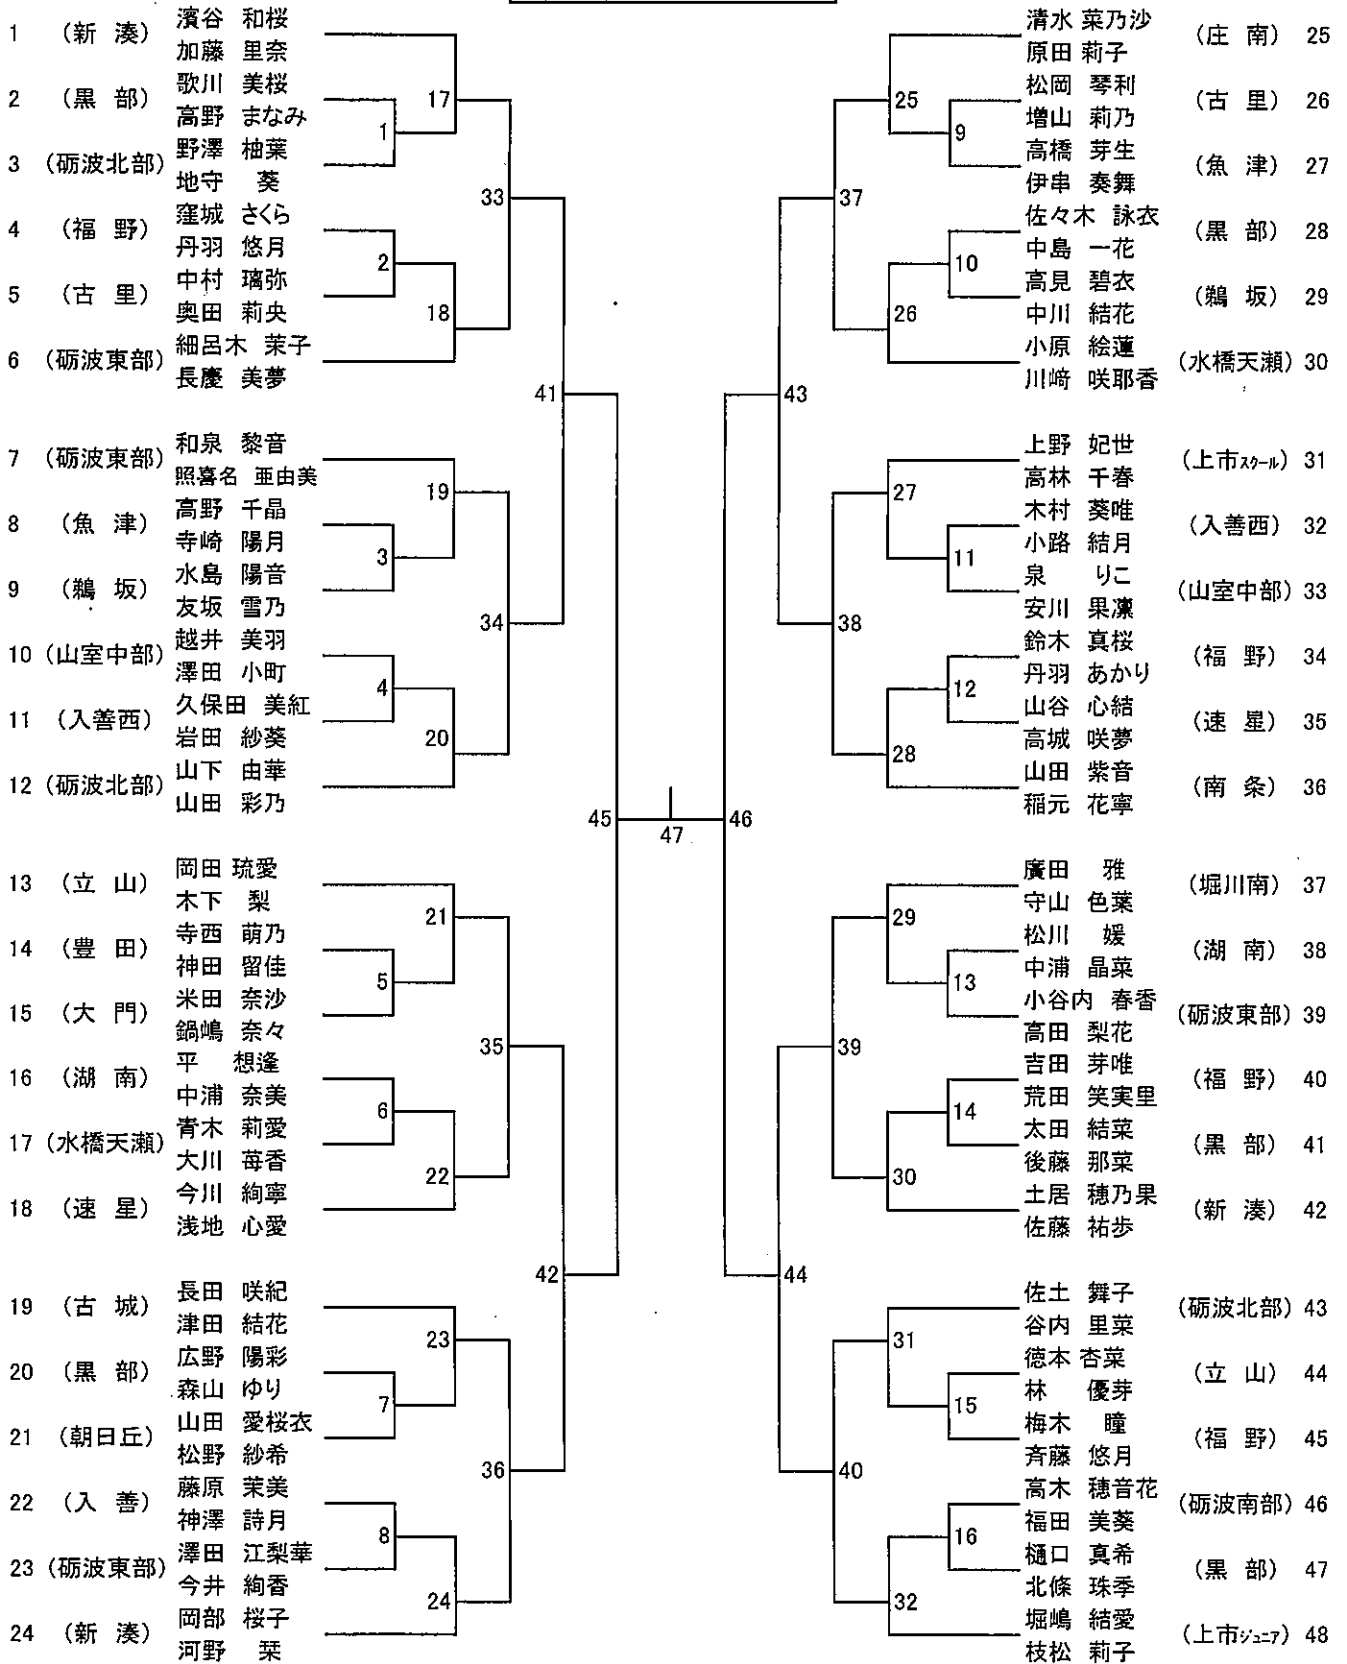 1 (新 湊) 濱谷 和桜
加藤 里奈
2 (黒 部) 歌川 美桜
高野 まなみ
3 (砺波北部) 野澤 柚葉
地守 葵
4 (福 野) 窪城 さくら
丹羽 悠月
5 (古 里) 中村 璃弥
奥田 莉央
6 (砺波東部) 細呂木 茉子
長慶 美夢
7 (砺波東部) 和泉 黎音
照喜名 亜由美
8 (魚 津) 高野 千晶
寺崎 陽月
9 (鵜 坂) 水島 陽音
友坂 雪乃
10 (山室中部) 越井 美羽
澤田 小町
11 (入善西) 久保田 美紅
岩田 紗葵
12 (砺波北部) 山下 由華
山田 彩乃
13 (立 山) 岡田 琉愛
木下 梨
14 (豊 田) 寺西 萌乃
神田 留佳
15 (大 門) 米田 奈沙
鍋嶋 奈々
16 (湖 南) 平 想逢
中浦 奈美
17 (水橋天瀬) 青木 莉愛
大川 苺香
18 (速 星) 今川 絢寧
浅地 心愛
19 (古 城) 長田 咲紀
津田 結花
20 (黒 部) 広野 陽彩
森山 ゆり
21 (朝日丘) 山田 愛桜衣
松野 紗希
22 (入 善) 藤原 茉美
神澤 詩月
23 (砺波東部) 澤田 江梨華
今井 絢香
24 (新 湊) 岡部 桜子
河野 栞
17
1
33
2
18
41
19
3
34
4
20
45
21
5
35
6
22
42
23
7
36
8
24
47
46
25
9
37
10
26
43
27
11
38
12
28
29
13
39
14
30
44
31
15
40
16
32
清水 菜乃沙 (庄 南) 25
原田 莉子
松岡 琴利 (古 里) 26
増山 莉乃
高橋 芽生 (魚 津) 27
伊串 奏舞
佐々木 詠衣 (黒 部) 28
中島 一花
高見 碧衣 (鵜 坂) 29
中川 結花
小原 絵蓮 (水橋天瀬) 30
川﨑 咲耶香
上野 妃世 (上市スクール) 31
高林 千春
木村 葵唯 (入善西) 32
小路 結月
泉 りこ (山室中部) 33
安川 果凛
鈴木 真桜 (福 野) 34
丹羽 あかり
山谷 心結 (速 星) 35
高城 咲夢
山田 紫音 (南 条) 36
稲元 花寧
廣田 雅 (堀川南) 37
守山 色葉
松川 媛 (湖 南) 38
中浦 晶菜
小谷内 春香 (砺波東部) 39
高田 梨花
吉田 芽唯 (福 野) 40
荒田 笑実里
太田 結菜 (黒 部) 41
後藤 那菜
土居 穂乃果 (新 湊) 42
佐藤 祐歩
佐土 舞子 (砺波北部) 43
谷内 里菜
徳本 杏菜 (立 山) 44
林 優芽
梅木 瞳 (福 野) 45
斉藤 悠月
高木 穂音花 (砺波南部) 46
福田 美葵
樋口 真希 (黒 部) 47
北條 珠季
堀嶋 結愛 (上市ジュニア) 48
枝松 莉子